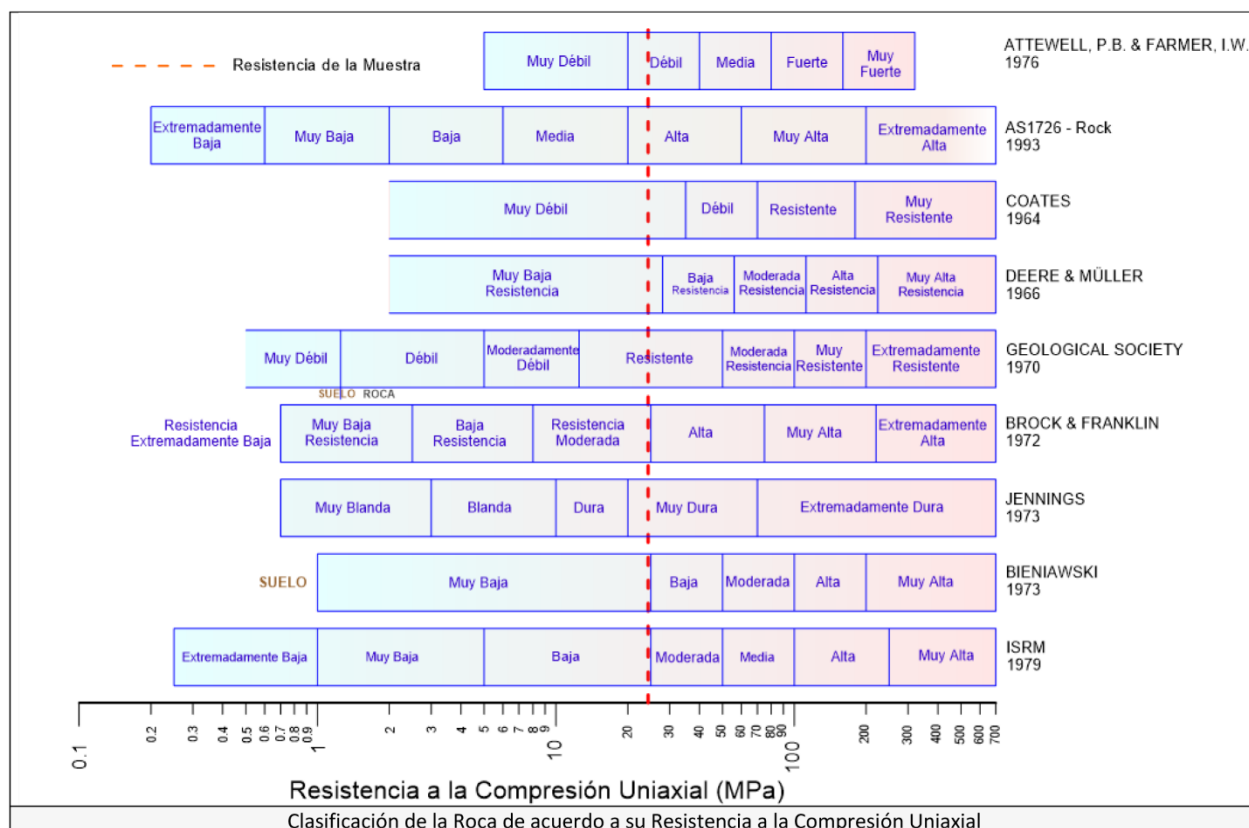 Resistencia de la Muestra
Muy Débil
Débil
Media
Fuerte
Muy
Fuerte
ATTEWELL, P.B. & FARMER, I.W.
1976
Extremadamente
Baja
Muy Baja
Baja
Media
Alta
Muy Alta
Extremadamente
Alta
AS1726 - Rock
1993
Muy Débil
Débil
Resistente
Muy
Resistente
COATES
1964
Muy Baja
Resistencia
Baja
Resistencia
Moderada
Resistencia
Alta
Resistencia
Muy Alta
Resistencia
DEERE & MÜLLER
1966
Muy Débil
Débil
Moderadamente
Débil
Resistente
Moderada
Resistencia
Muy
Resistente
Extremadamente
Resistente
GEOLOGICAL SOCIETY
1970
SUELO ROCA
Resistencia
Extremadamente Baja
Muy Baja
Resistencia
Baja
Resistencia
Resistencia
Moderada
Alta
Muy Alta
Extremadamente
Alta
BROCK & FRANKLIN
1972
Muy Blanda
Blanda
Dura
Muy Dura
Extremadamente Dura
JENNINGS
1973
SUELO
Muy Baja
Baja
Moderada
Alta
Muy Alta
BIENIAWSKI
1973
Extremadamente Baja
Muy Baja
Baja
Moderada
Media
Alta
Muy Alta
ISRM
1979
0.1 0.2 0.3 0.4 0.5 0.6 0.7 0.8 0.9 1 2 3 4 5 6 7 8 9 10 20 30 40 50 60 70 80 90 100 200 300 400 500 600 700
Resistencia a la Compresión Uniaxial (MPa)
Clasificación de la Roca de acuerdo a su Resistencia a la Compresión Uniaxial